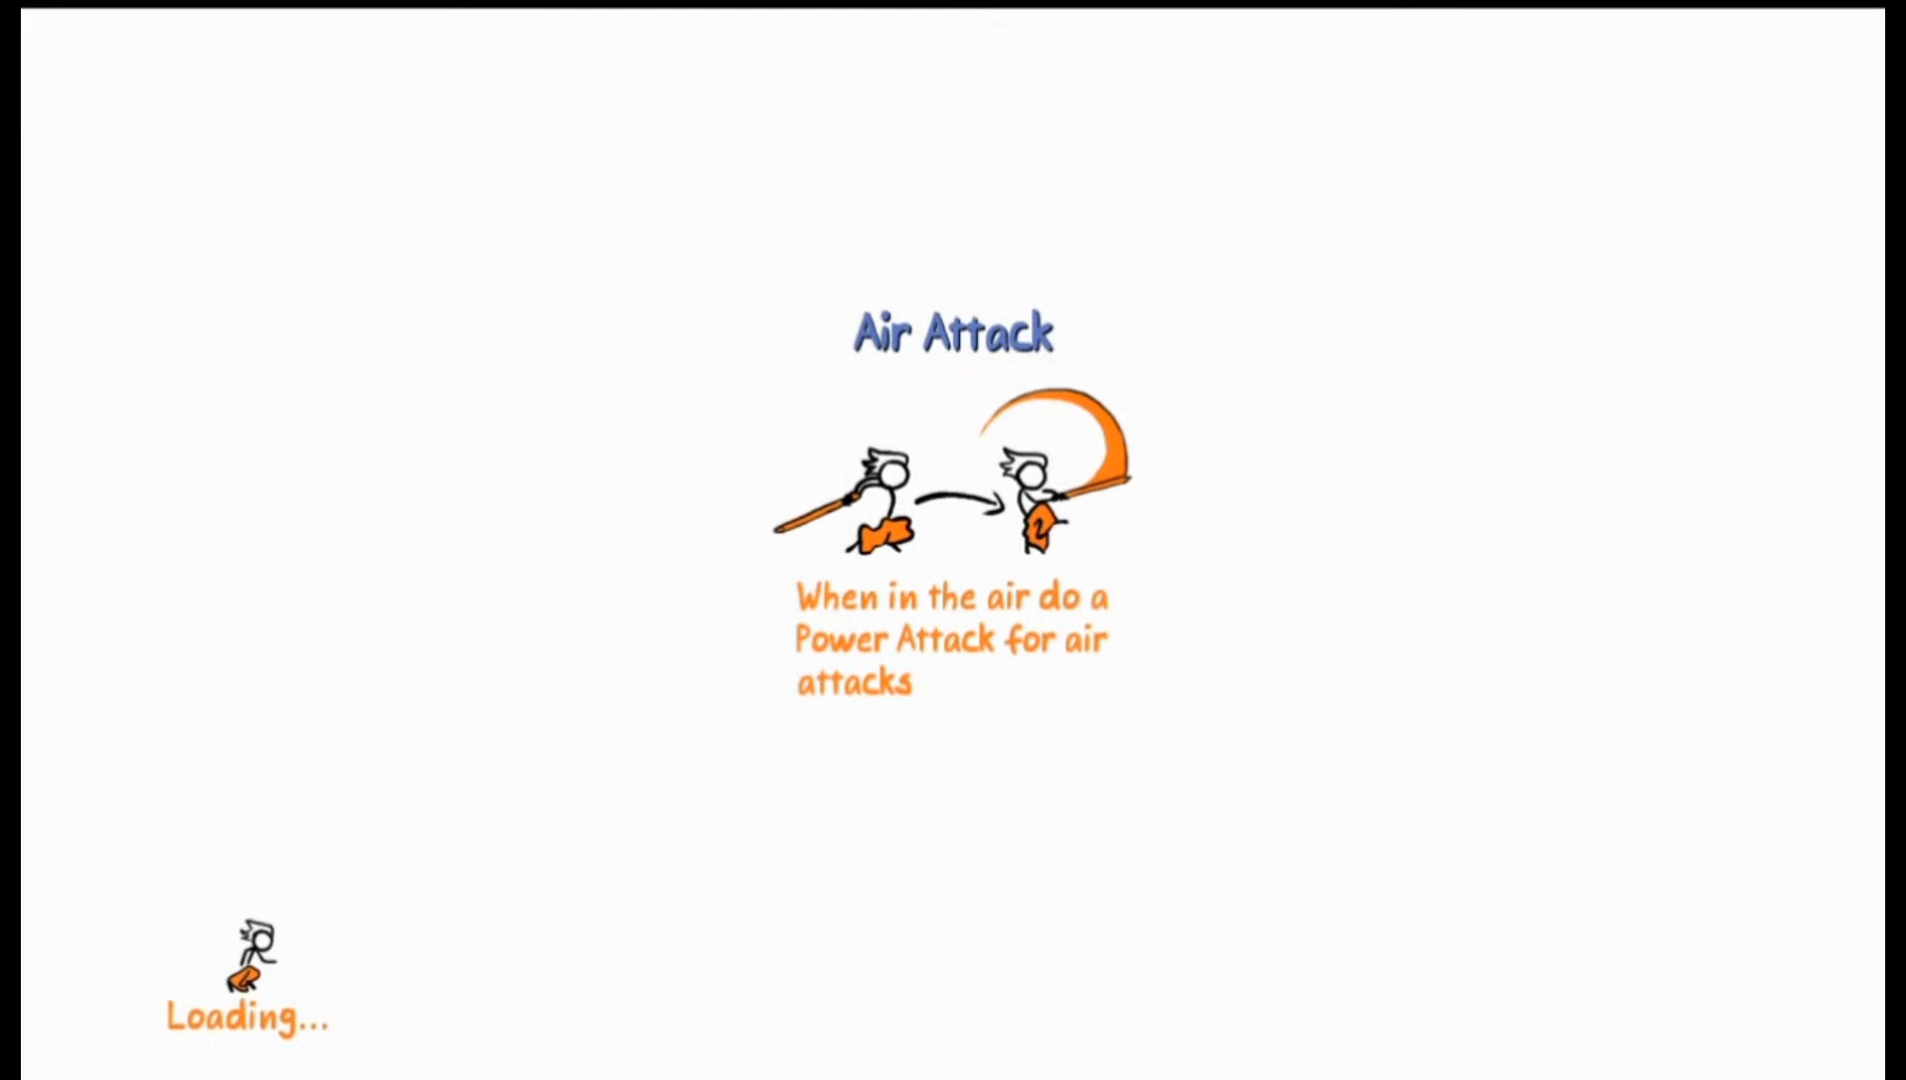 Air Attack
When in the air do a
Power Attack for air
attacks
Loading...